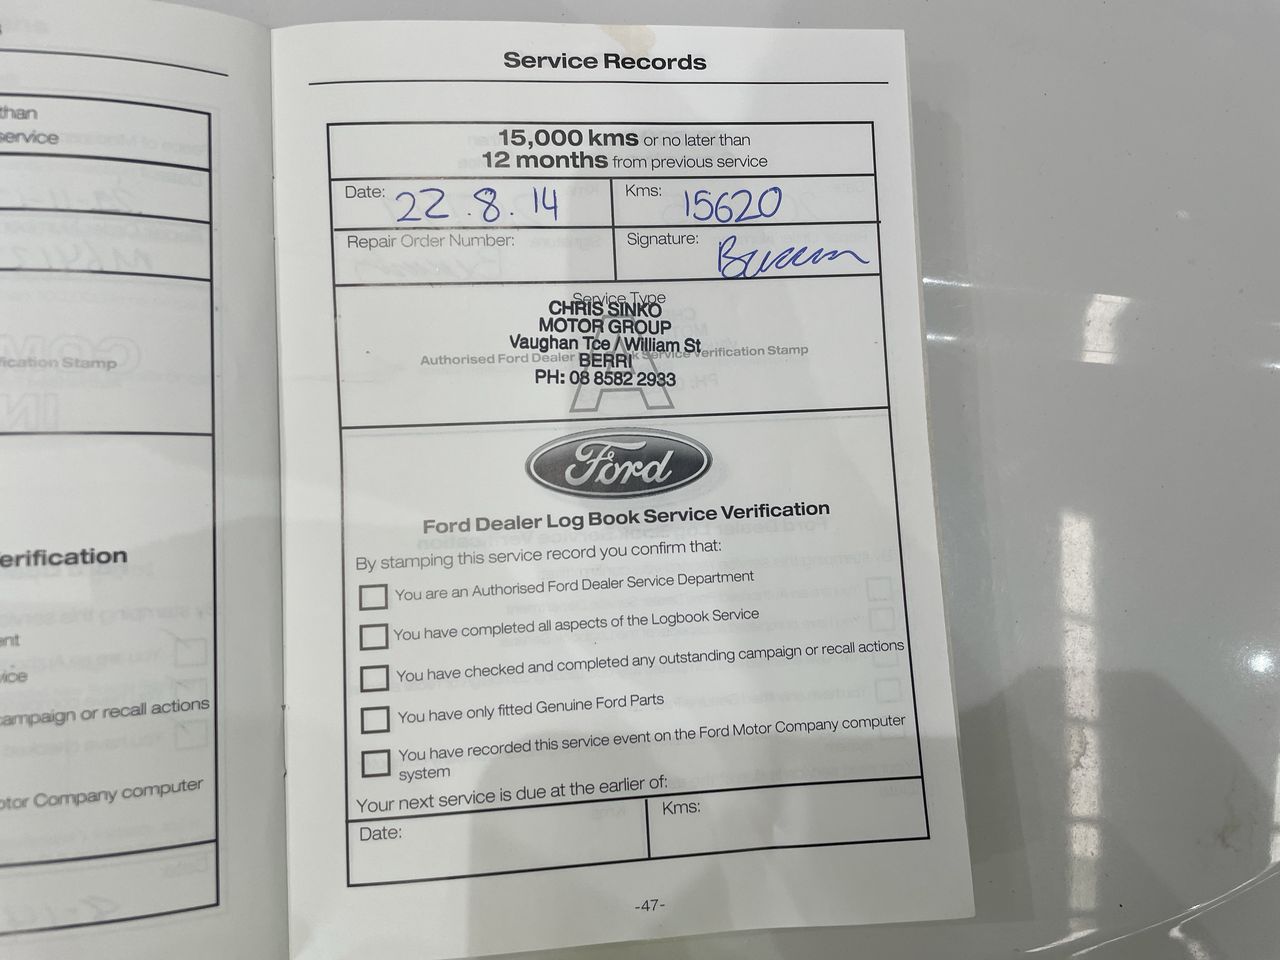 than
service
ication Stamp
erification
ent
vice
campaign or recall actions
otor Company computer
Service Records
15,000 kms or no later than
12 months from previous service
Date: 22.8.14
Kms: 15620
Repair Order Number:
Signature:
Service Type
CHRIS SINKO
MOTOR GROUP
Vaughan Tce / William St
BERRI
PH: 08 8582 2933
A
Authorised Ford Dealer Service Verification Stamp
Ford
Ford Dealer Log Book Service Verification
By stamping this service record you confirm that:
You are an Authorised Ford Dealer Service Department
You have completed all aspects of the Logbook Service
You have checked and completed any outstanding campaign or recall actions
You have only fitted Genuine Ford Parts
You have recorded this service event on the Ford Motor Company computer
system
Your next service is due at the earlier of:
Date:
Kms:
-47-